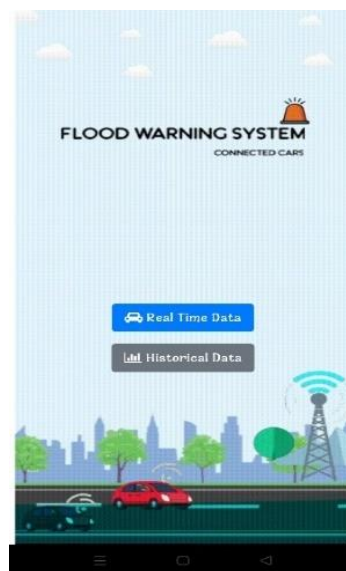 FLOOD WARNING SYSTEM
CONNECTED CARS
Real Time Data
Historical Data